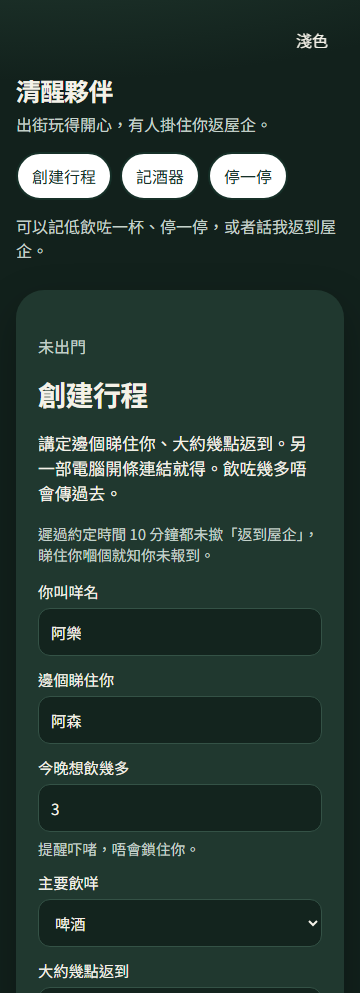 淺色
清醒夥伴
出街玩得開心，有人掛住你返屋企。
創建行程
記酒器
停一停
可以記低飲咗一杯、停一停，或者話我返到屋
企。
未出門
創建行程
講定邊個睇住你、大約幾點返到。另
一部電腦開條連結就得。飲咗幾多唔
會傳過去。
遲過約定時間 10 分鐘都未撳「返到屋企」，
睇住你嗰個就知你未報到。
你叫咩名
阿樂
邊個睇住你
阿森
今晚想飲幾多
3
提醒吓啫，唔會鎖住你。
主要飲咩
啤酒
大約幾點返到